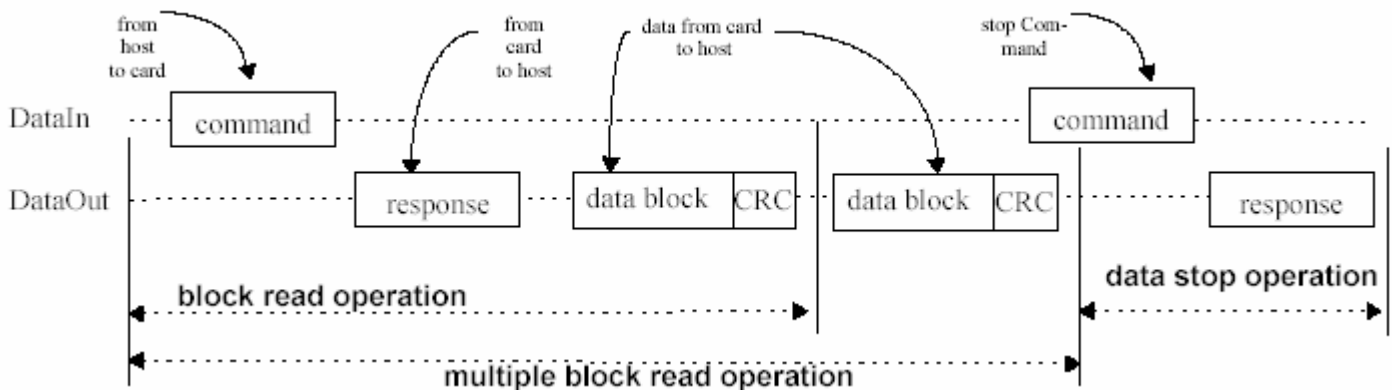 from
host
to card
from
card
to host
data from card
to host
stop Com-
mand
DataIn
command
command
DataOut
response
data block
CRC
data block
CRC
response
block read operation
data stop operation
multiple block read operation